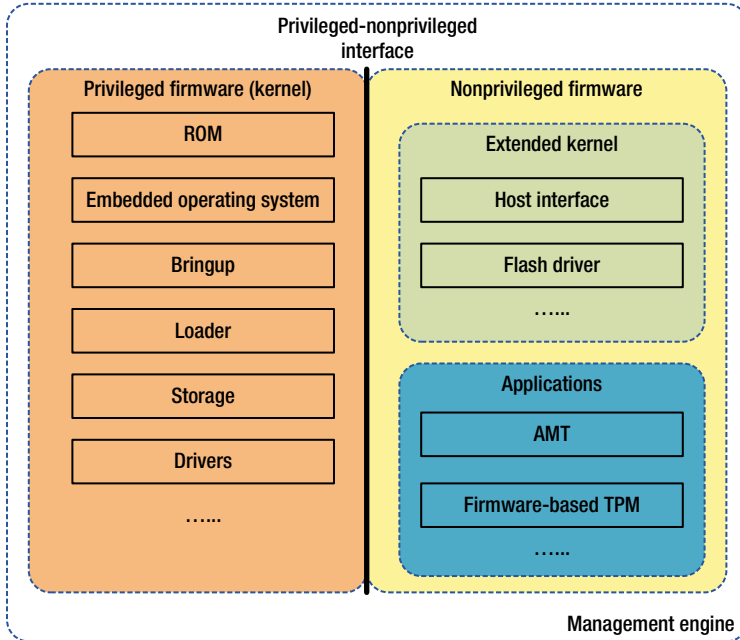 Privileged-nonprivileged
interface
Privileged firmware (kernel)
ROM
Embedded operating system
Bringup
Loader
Storage
Drivers
…...
Nonprivileged firmware
Extended kernel
Host interface
Flash driver
…...
Applications
AMT
Firmware-based TPM
…...
Management engine